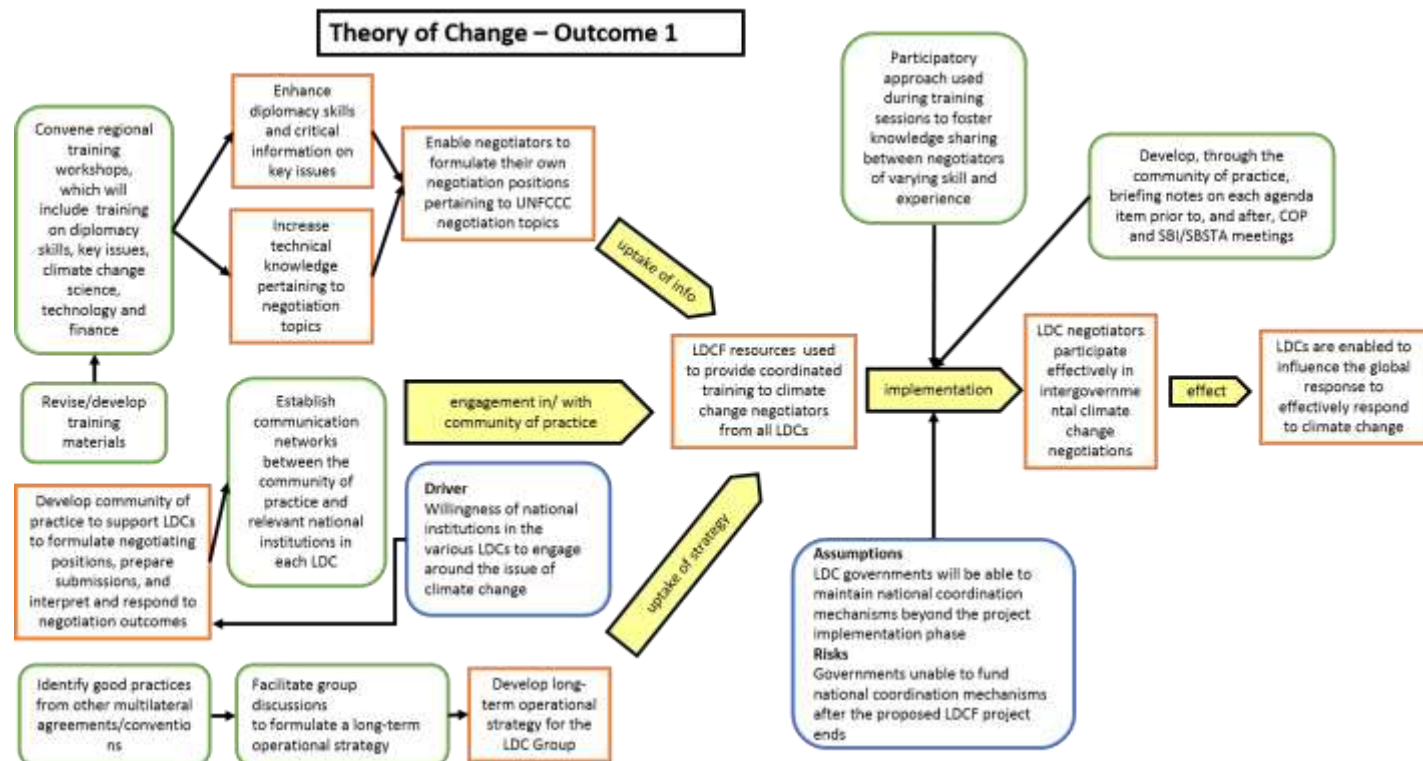 Theory of Change – Outcome 1
Convene regional
training
workshops,
which will
include training
on diplomacy
skills, key issues,
climate change
science,
technology and
finance
Revise/develop
training
materials
Enhance
diplomacy skills
and critical
information on
key issues
Increase
technical
knowledge
pertaining to
negotiation
topics
Enable negotiators to
formulate their own
negotiation positions
pertaining to UNFCCC
negotiation topics
uptake of info
Participatory
approach used
during training
sessions to foster
knowledge sharing
between negotiators
of varying skill and
experience
Develop, through the
community of practice,
briefing notes on each agenda
item prior to, and after, COP
and SBI/SBSTA meetings
Develop community of
practice to support LDCs
to formulate negotiating
positions, prepare
submissions, and
interpret and respond to
negotiation outcomes
Establish
communication
networks
between the
community of
practice and
relevant national
institutions in
each LDC
engagement in/ with
community of practice
Driver
Willingness of national
institutions in the
various LDCs to engage
around the issue of
climate change
LDCF resources used
to provide coordinated
training to climate
change negotiators
from all LDCs
implementation
LDC negotiators
participate
effectively in
intergovernme
ntal climate
change
negotiations
effect
LDCs are enabled to
influence the global
response to
effectively respond
to climate change
Identify good practices
from other multilateral
agreements/conventio
ns
Facilitate group
discussions
to formulate a long-term
operational strategy
Develop long-
term operational
strategy for the
LDC Group
uptake of strategy
Assumptions
LDC governments will be able to
maintain national coordination
mechanisms beyond the project
implementation phase
Risks
Governments unable to fund
national coordination mechanisms
after the proposed LDCF project
ends